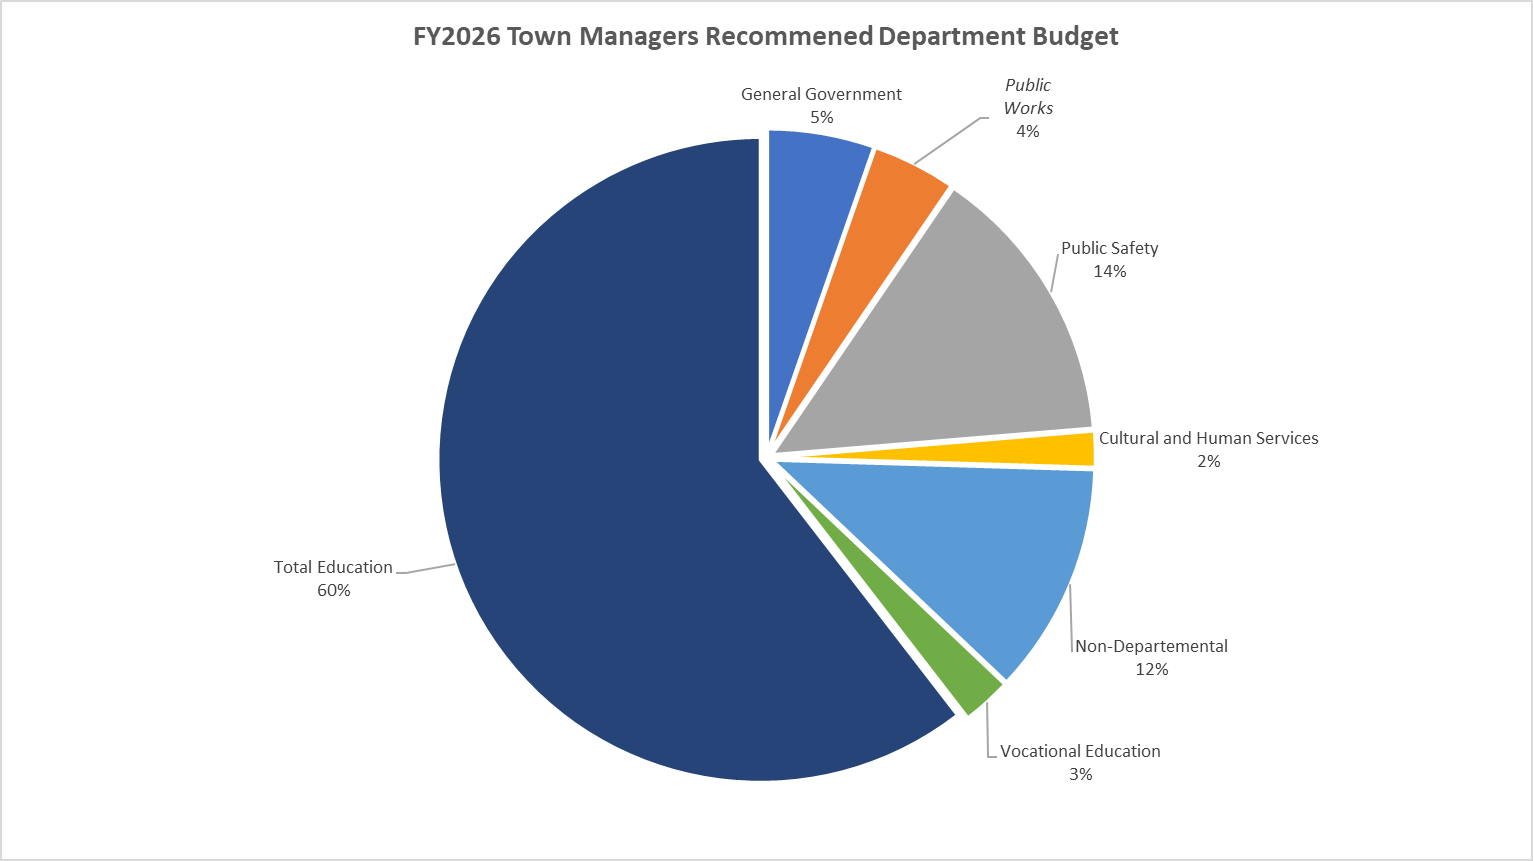 FY2026 Town Managers Recommened Department Budget
General Government
5%
Public
Works
4%
Public Safety
14%
Cultural and Human Services
2%
Non-Departemental
12%
Vocational Education
3%
Total Education
60%